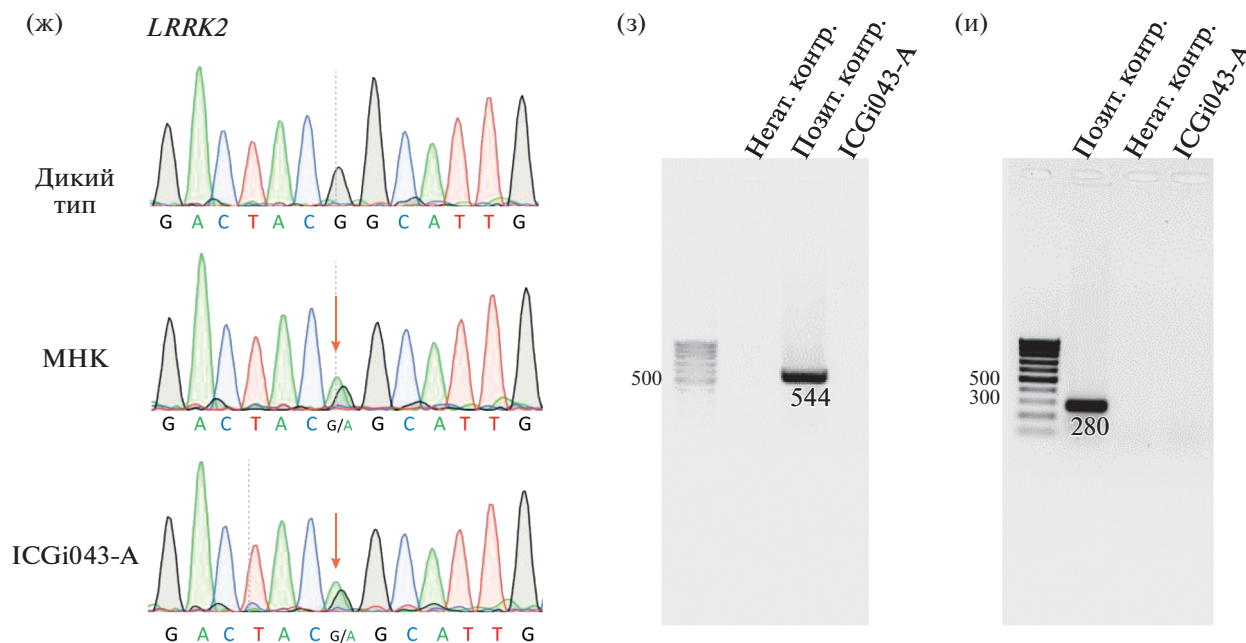 (ж)
LRRK2
Дикий
тип
G A C T A C G G C A T T G
МНК
G A C T A C G/A G C A T T G
ICGi043-A
G A C T A C G/A G C A T T G
(з)
Негат. контр.
Позит. контр.
ICGi043-A
500
544
(и)
Позит. контр.
Негат. контр.
ICGi043-A
500
300
280